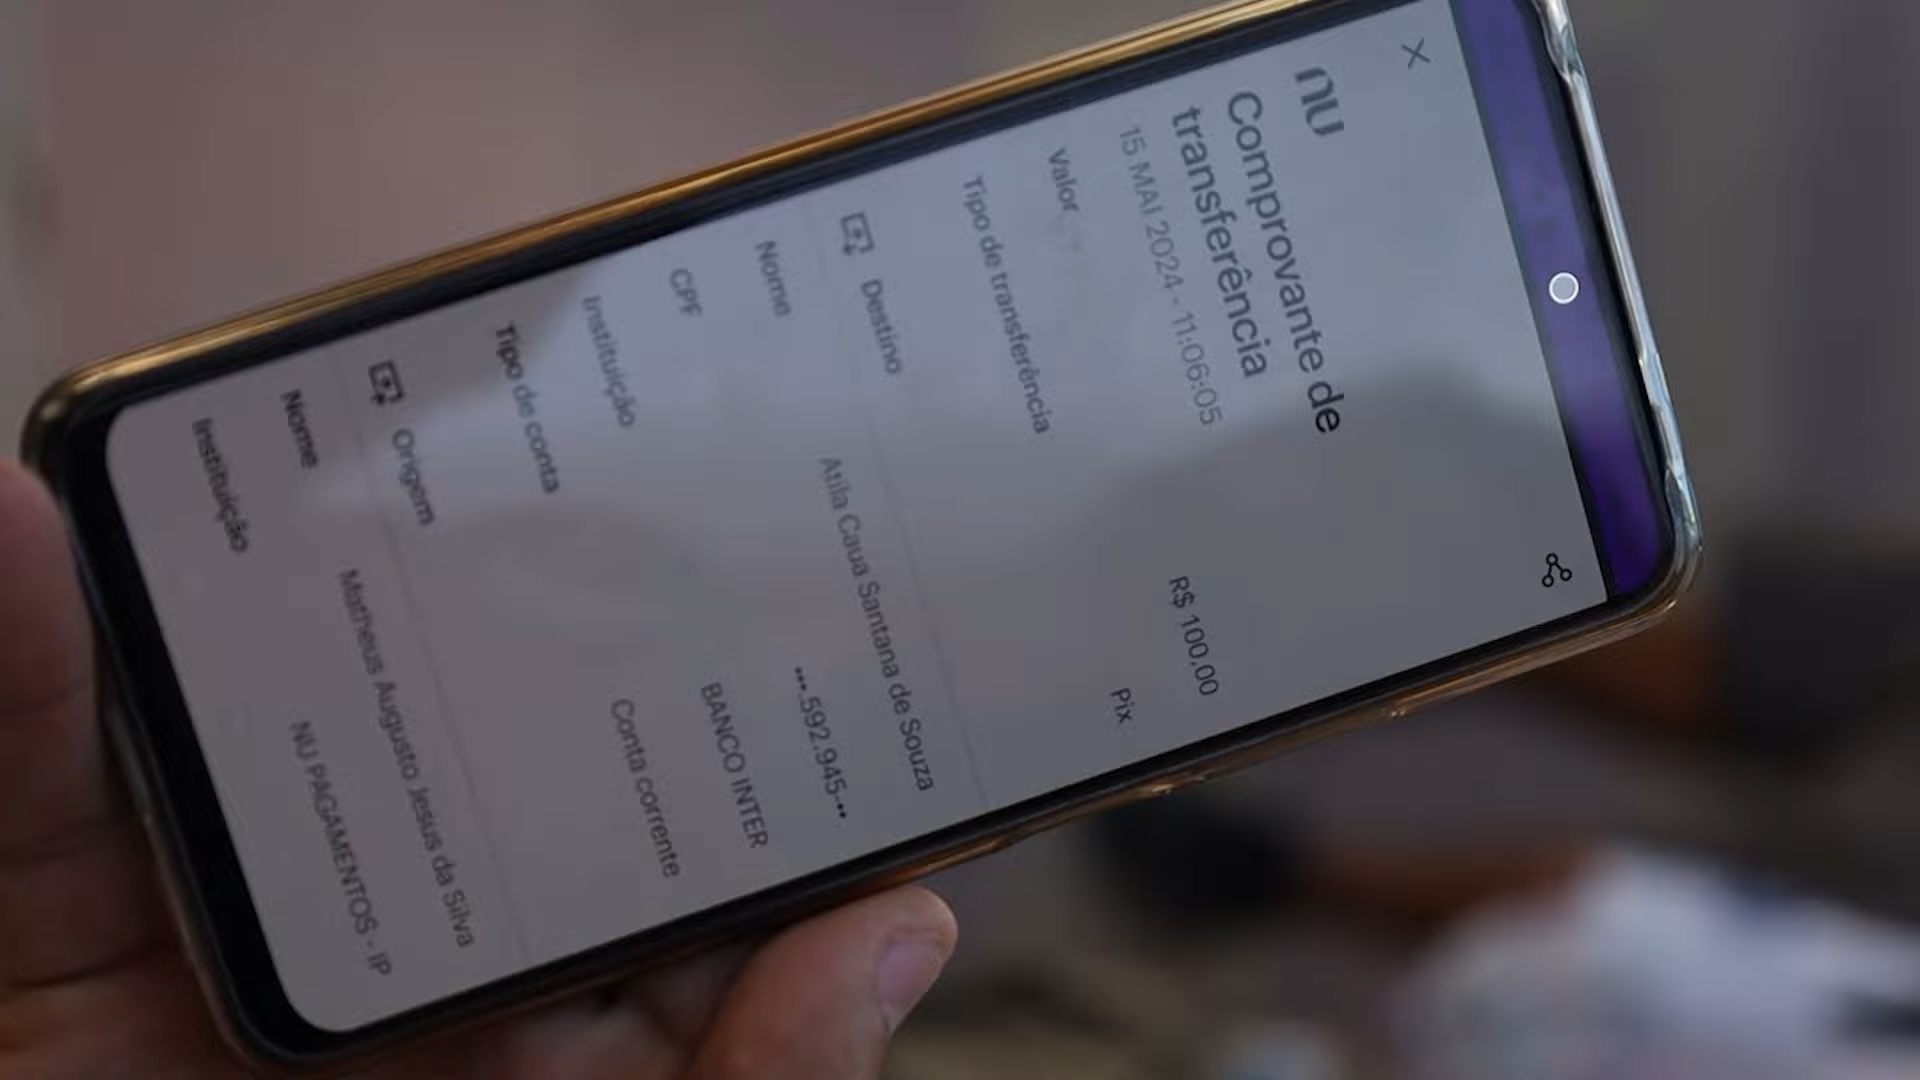 nu
Comprovante de
transferência
15 MAI 2024 - 11:06:05
Valor
R$ 100,00
Tipo de transferência
Pix
Destino
Nome
Atila Caua Santana de Souza
CPF
•••.592.945-••
Instituição
BANCO INTER
Tipo de conta
Conta corrente
Origem
Nome
Matheus Augusto Jesus da Silva
Instituição
NU PAGAMENTOS - IP